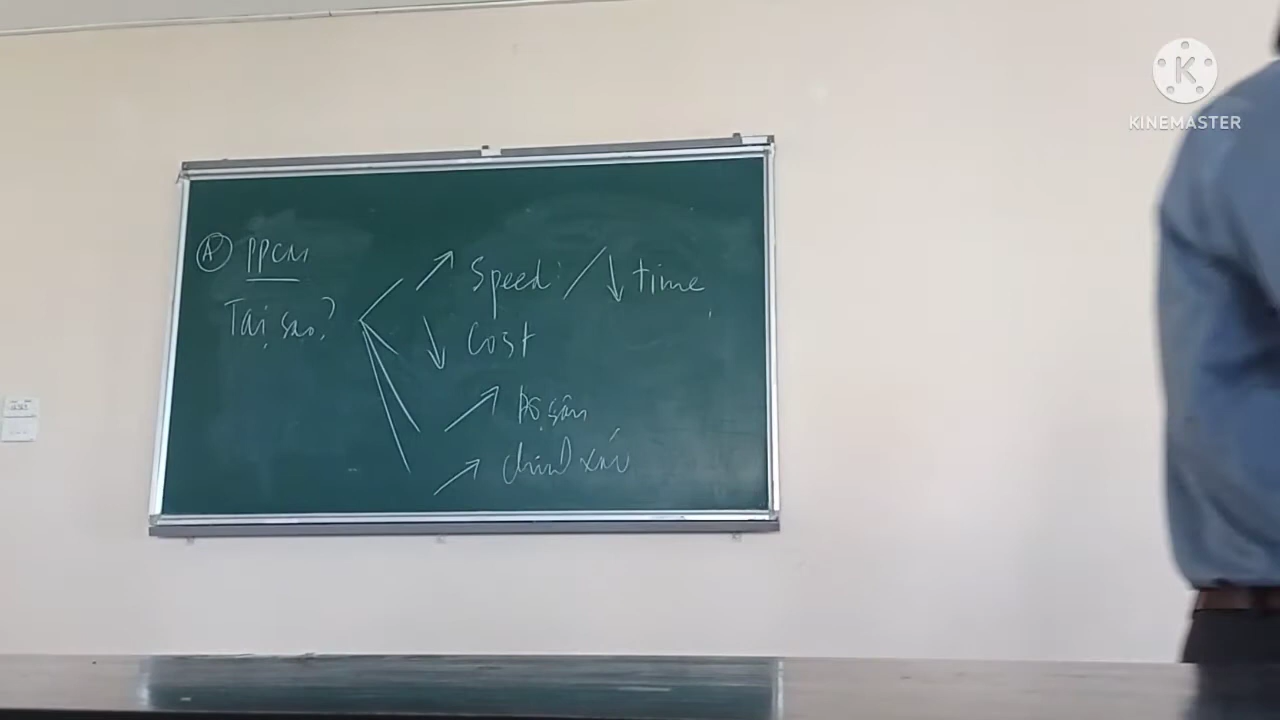 A PPCM
Tại sao?
↗ Speed / ↓ time
↓ Cost
↗ Độ sâu
↗ chính xác
KINEMASTER